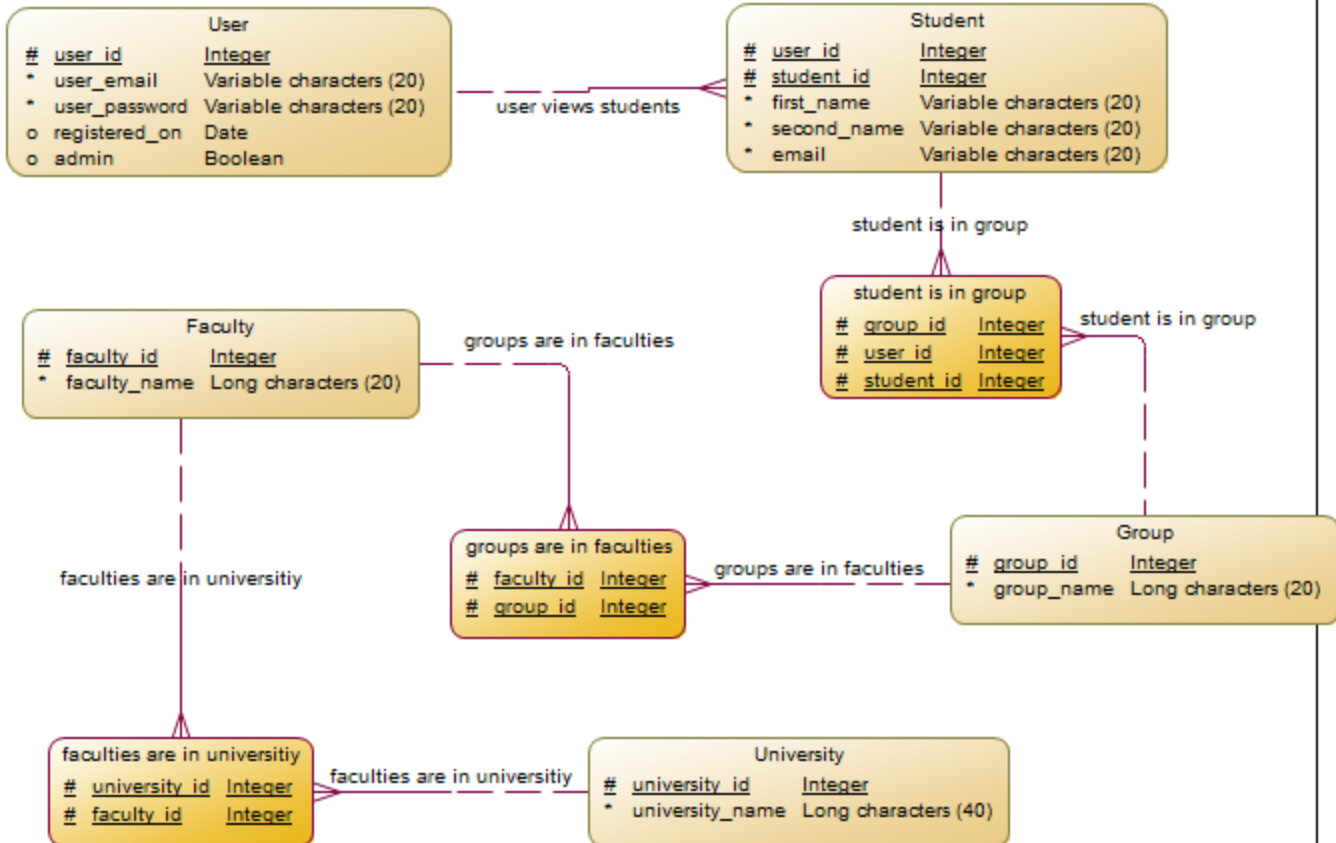 User
# user_id Integer
* user_email Variable characters (20)
* user_password Variable characters (20)
o registered_on Date
o admin Boolean
user views students
Student
# user_id Integer
# student_id Integer
* first_name Variable characters (20)
* second_name Variable characters (20)
* email Variable characters (20)
student is in group
student is in group
# group_id Integer
# user_id Integer
# student_id Integer
student is in group
Faculty
# faculty_id Integer
* faculty_name Long characters (20)
groups are in faculties
groups are in faculties
# faculty_id Integer
# group_id Integer
groups are in faculties
Group
# group_id Integer
* group_name Long characters (20)
faculties are in universitiy
faculties are in universitiy
# university_id Integer
# faculty_id Integer
faculties are in universitiy
University
# university_id Integer
* university_name Long characters (40)